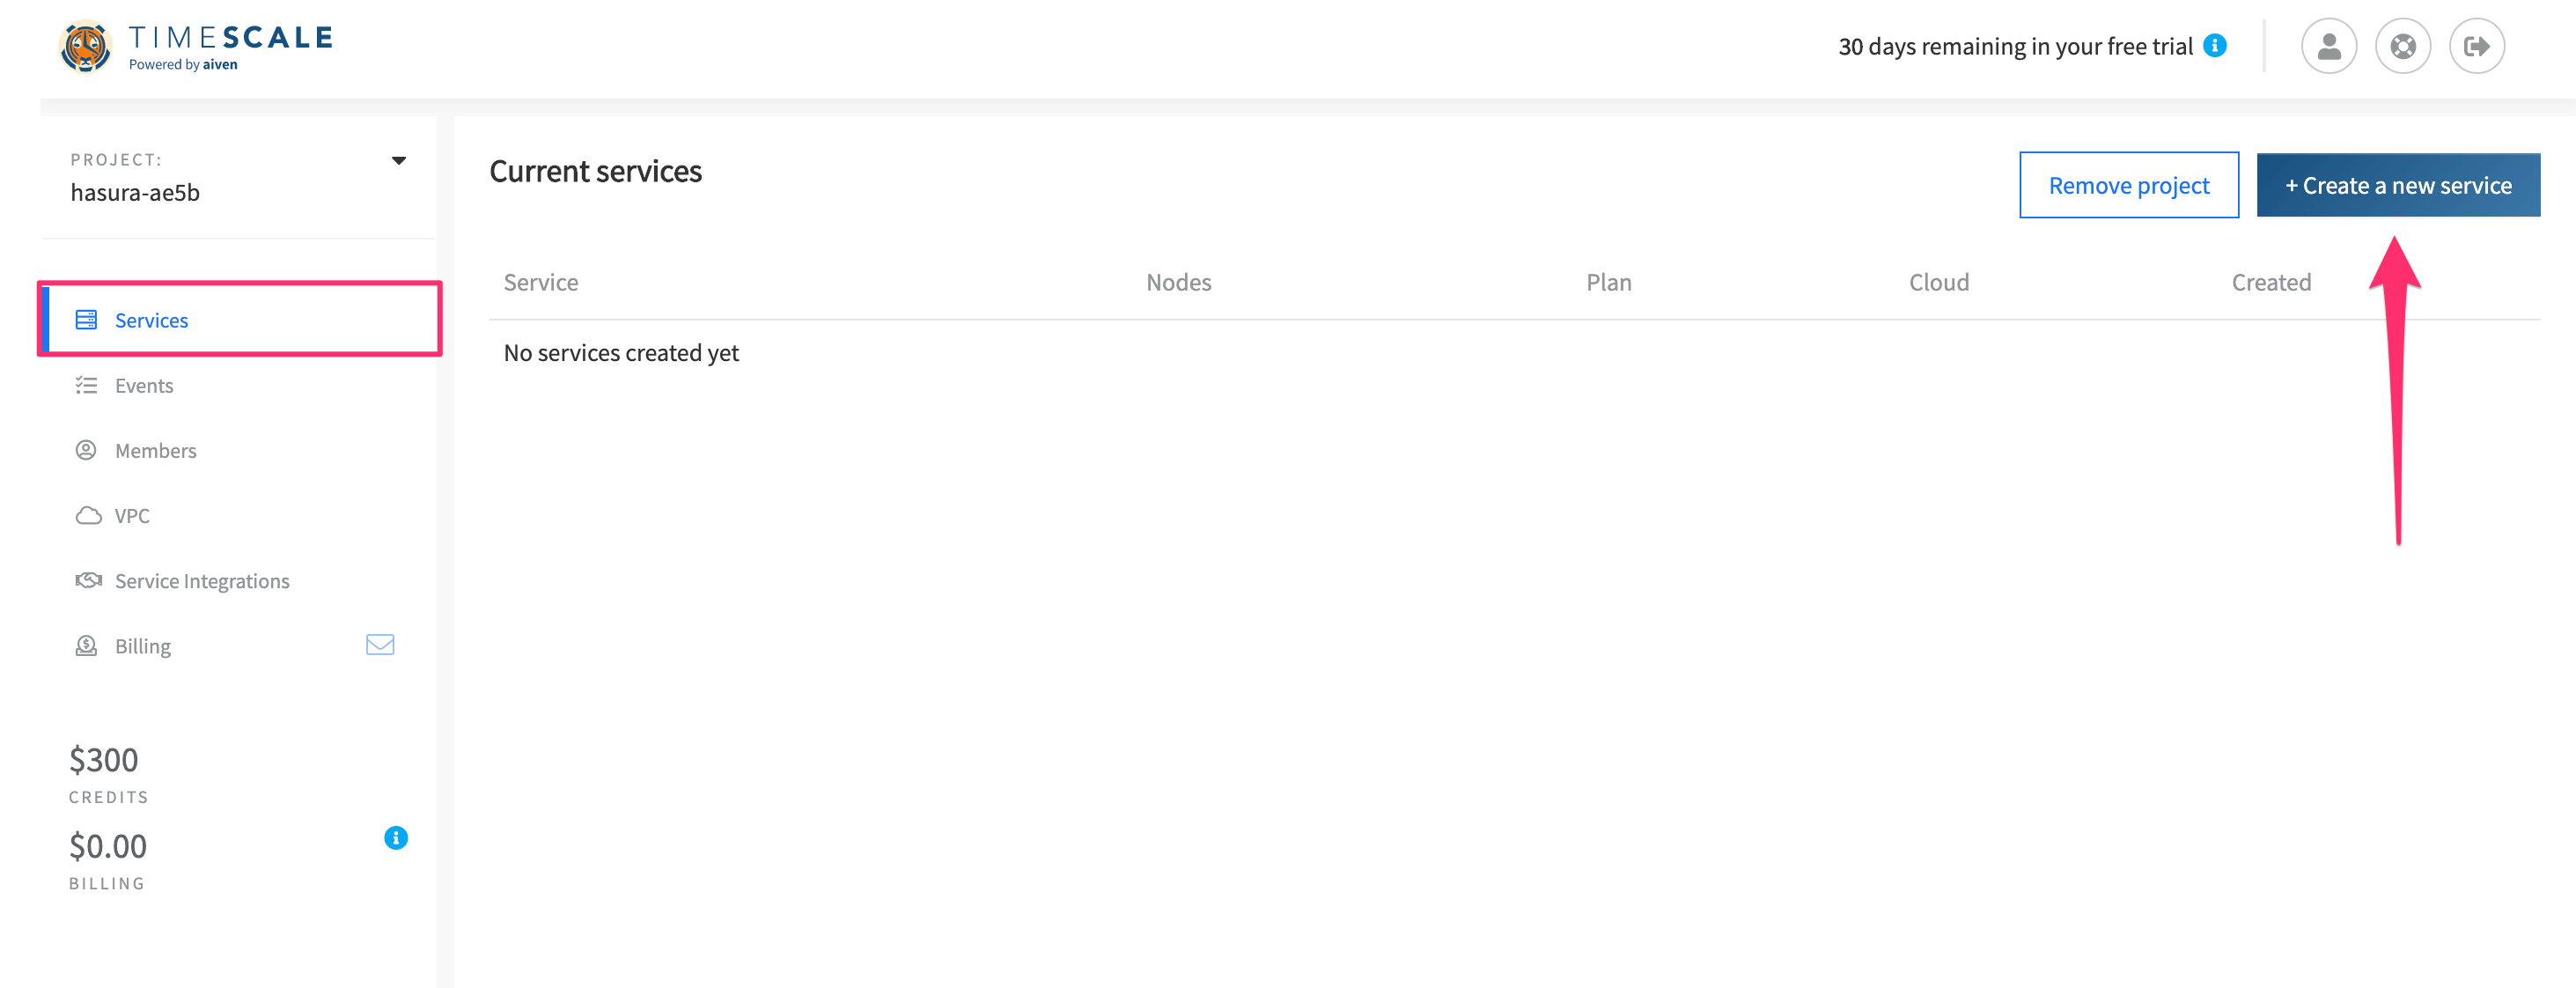 TIMESCALE
Powered by aiven
30 days remaining in your free trial
PROJECT:
hasura-ae5b
Services
Events
Members
VPC
Service Integrations
Billing
$300
CREDITS
$0.00
BILLING
Current services
Remove project
+ Create a new service
Service Nodes Plan Cloud Created
No services created yet